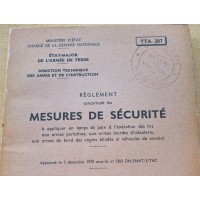 MINISTÈRE D'ÉTAT
CHARGÉ DE LA DÉFENSE NATIONALE
TTA 207
ÉTAT-MAJOR
DE L'ARMÉE DE TERRE
DIRECTION TECHNIQUE
DES ARMES ET DE L'INSTRUCTION
RÈGLEMENT
concernant les
MESURES DE SÉCURITÉ
à appliquer en temps de paix à l'exécution des tirs
aux armes portatives, aux armes lourdes d'infanterie,
aux armes de bord des engins blindés et véhicules de combat
Approuvé le décembre 1970 sous le n°